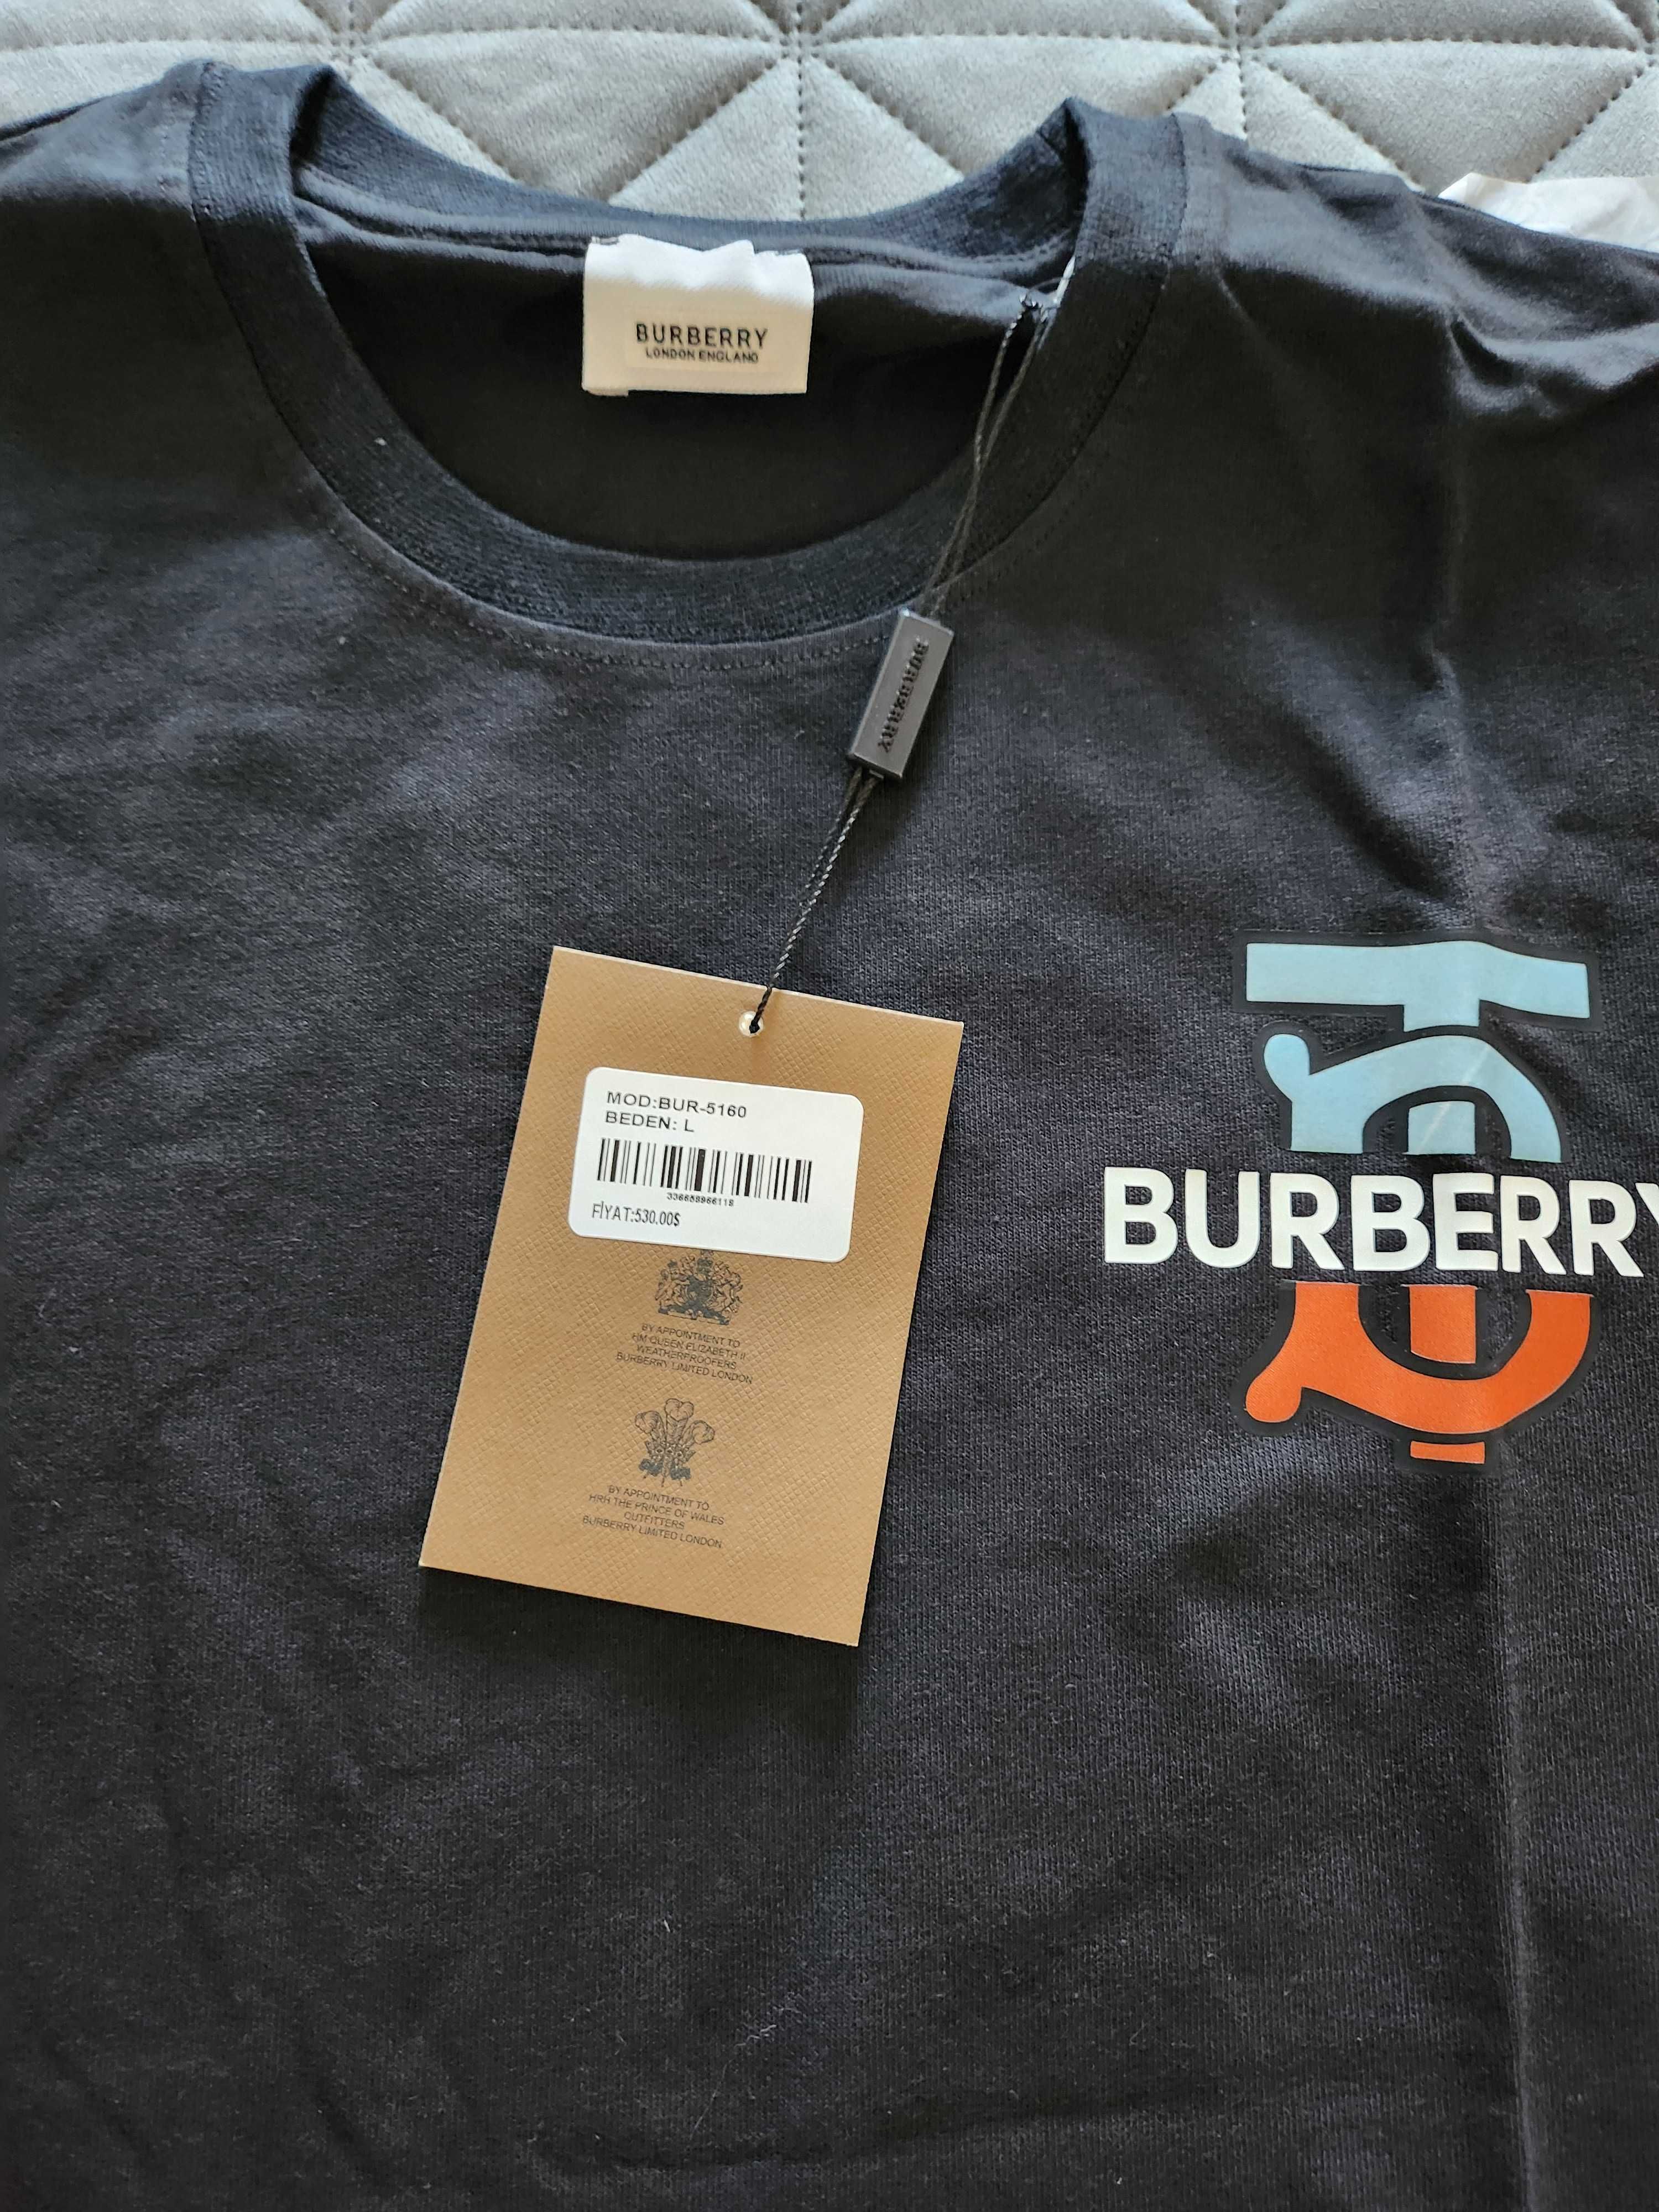 BURBERRY
LONDON ENGLAND
BURBERRY
MOD:BUR-5160
BEDEN: L
336658966118
FİYAT:530.00$
BY APPOINTMENT TO
HM QUEEN ELIZABETH II
WEATHERPROOFERS
BURBERRY LIMITED LONDON
BY APPOINTMENT TO
HRH THE PRINCE OF WALES
OUTFITTERS
BURBERRY LIMITED LONDON
BURBERRY